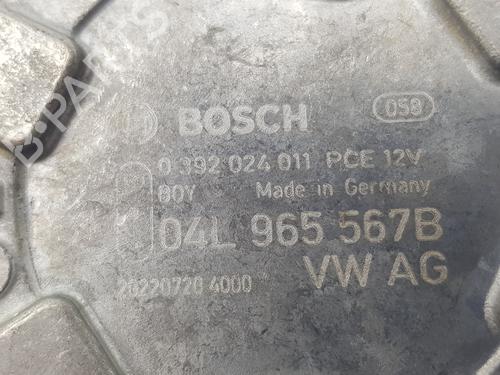 B-PARTS
BOSCH 058
0 392 024 011 PCE 12V
80Y Made in Germany
04L 965 567B
20220720 4000 VW AG